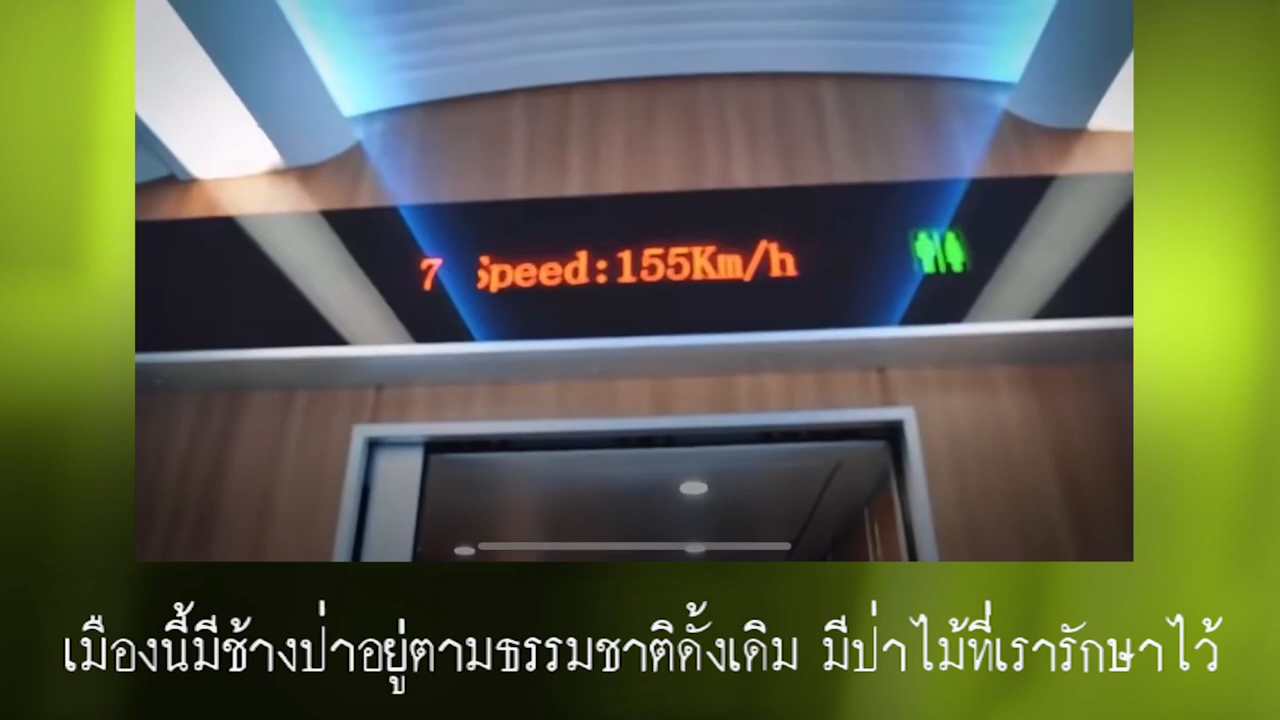 7 Speed:155Km/h
เมืองนี้มีช้างป่าอยู่ตามธรรมชาติดั้งเดิม มีป่าไม้ที่เรารักษาไว้